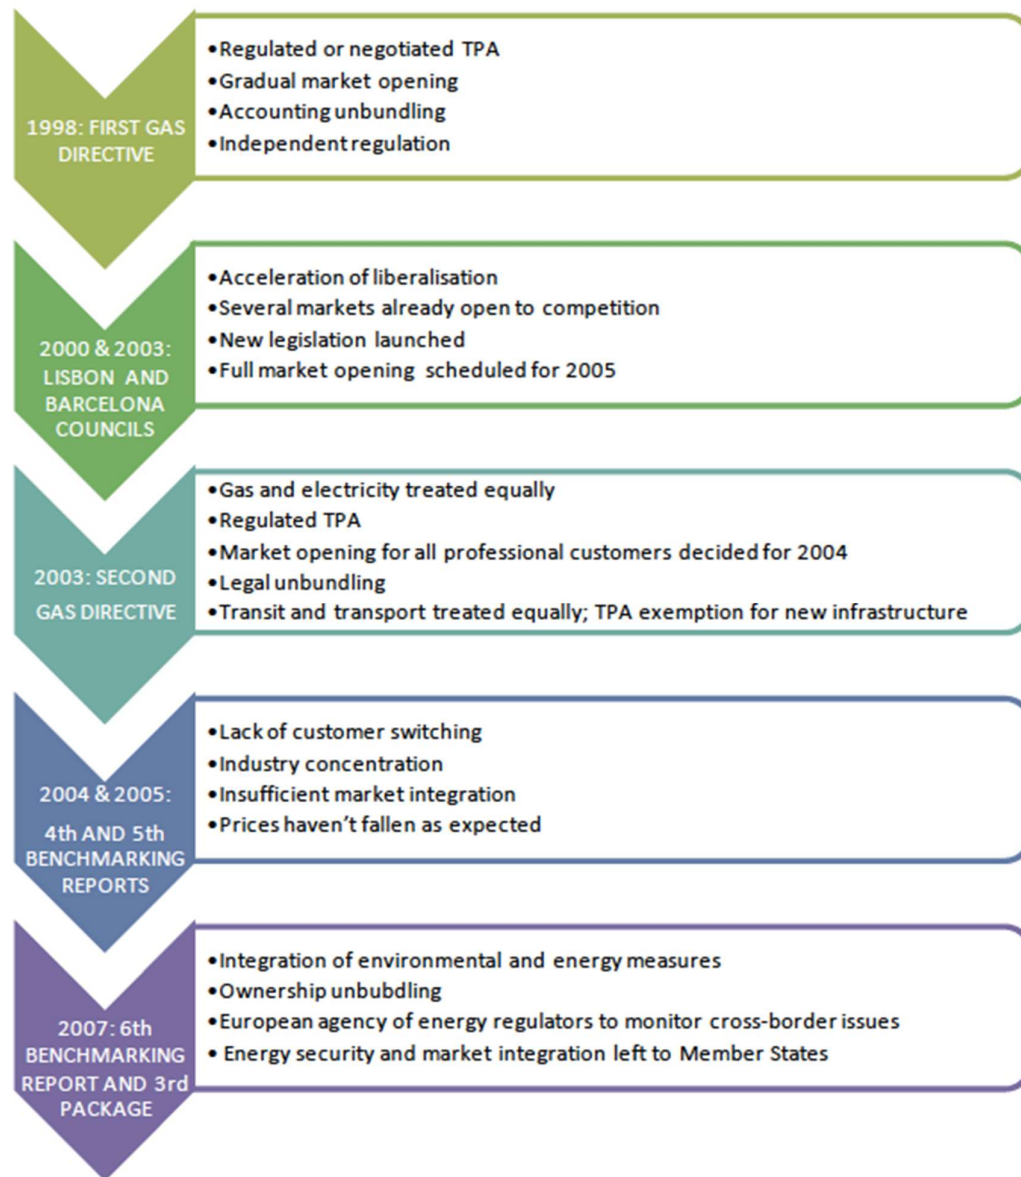 1998: FIRST GAS
DIRECTIVE
•Regulated or negotiated TPA
•Gradual market opening
•Accounting unbundling
•Independent regulation
2000 & 2003:
LISBON AND
BARCELONA
COUNCILS
•Acceleration of liberalisation
•Several markets already open to competition
•New legislation launched
•Full market opening scheduled for 2005
2003: SECOND
GAS DIRECTIVE
•Gas and electricity treated equally
•Regulated TPA
•Market opening for all professional customers decided for 2004
•Legal unbundling
•Transit and transport treated equally; TPA exemption for new infrastructure
2004 & 2005:
4th AND 5th
BENCHMARKING
REPORTS
•Lack of customer switching
•Industry concentration
•Insufficient market integration
•Prices haven't fallen as expected
2007: 6th
BENCHMARKING
REPORT AND 3rd
PACKAGE
•Integration of environmental and energy measures
•Ownership unbubdling
•European agency of energy regulators to monitor cross-border issues
• Energy security and market integration left to Member States